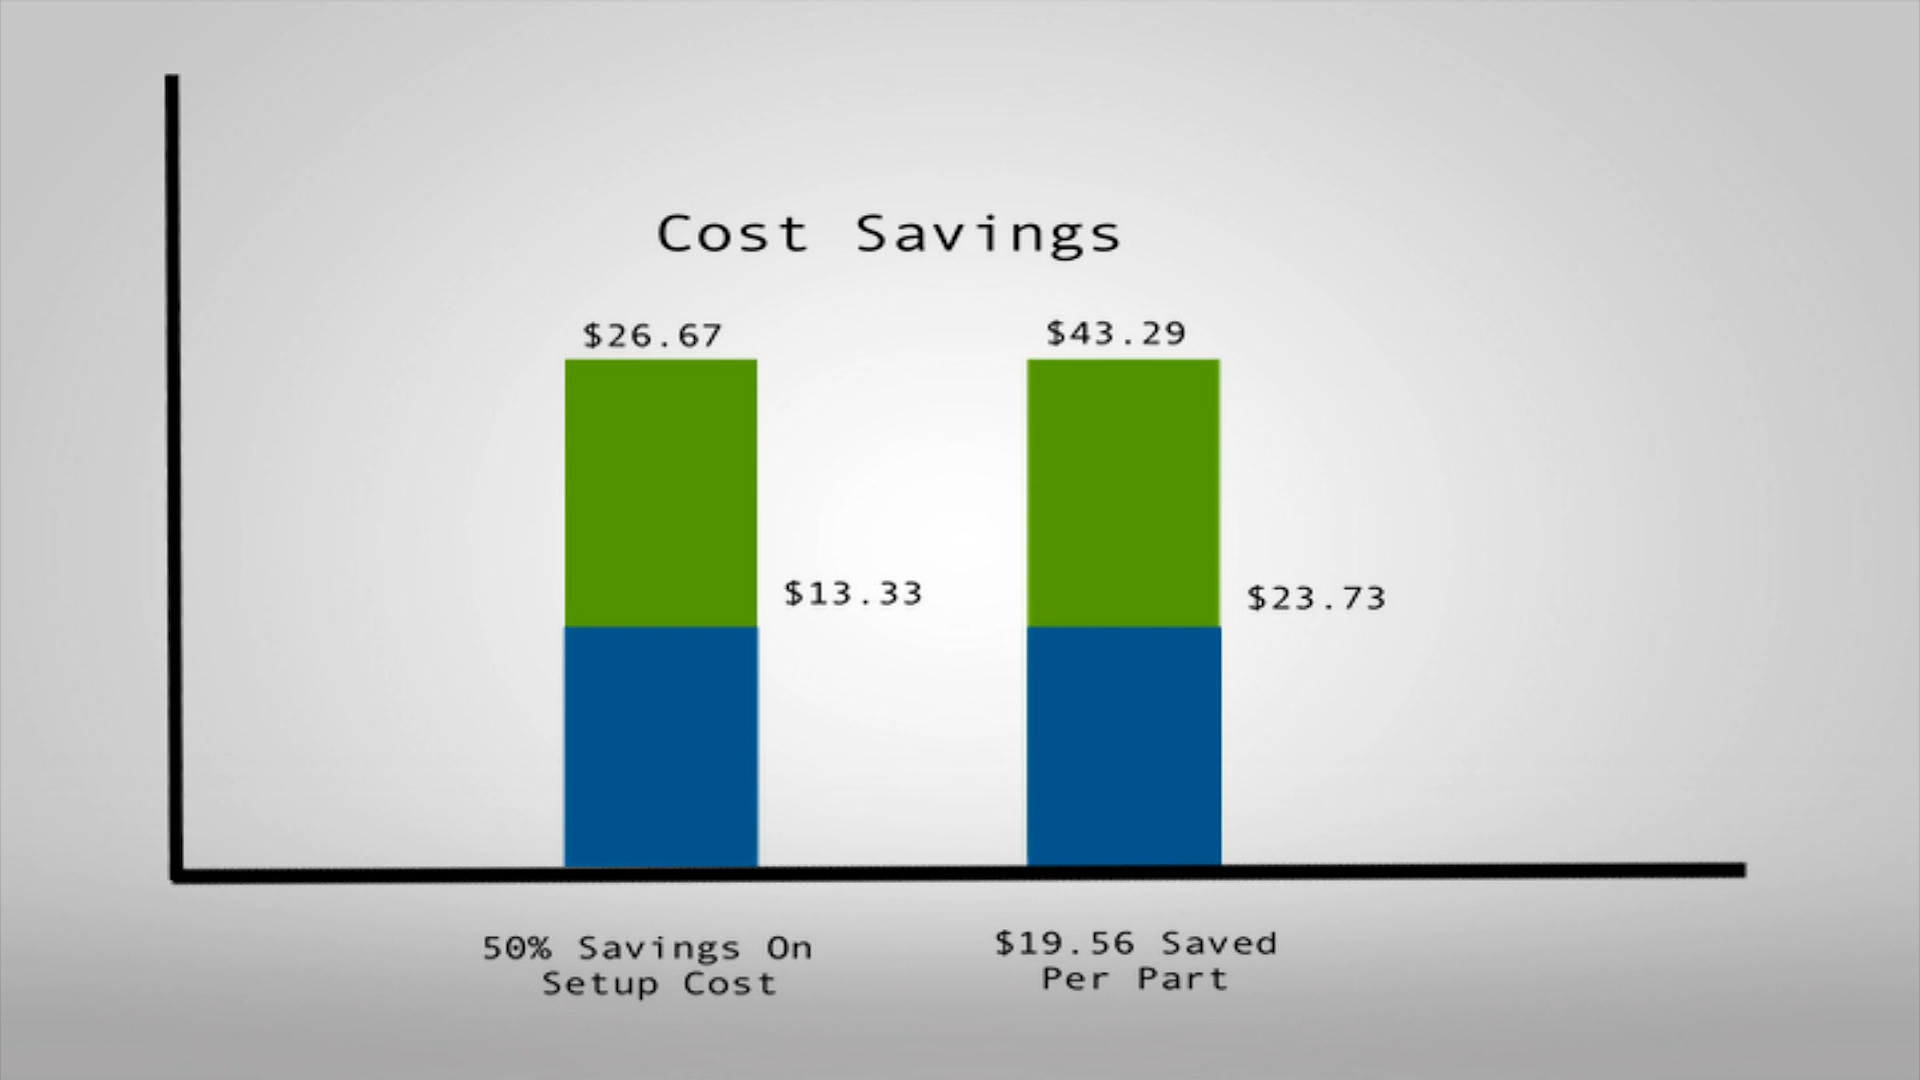 Cost Savings
$26.67
$43.29
$13.33
$23.73
50% Savings On
Setup Cost
$19.56 Saved
Per Part